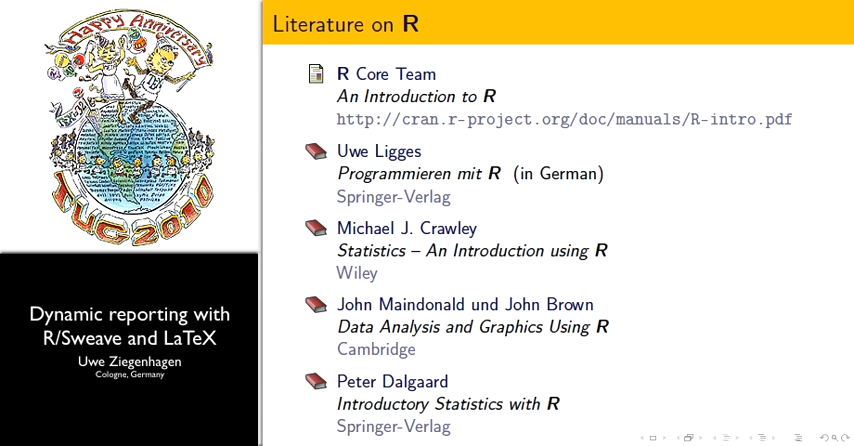 Happy Anniversary
TUG2010
Dynamic reporting with
R/Sweave and LaTeX
Uwe Ziegenhagen
Cologne, Germany
Literature on R
R Core Team
An Introduction to R
http://cran.r-project.org/doc/manuals/R-intro.pdf
Uwe Ligges
Programmieren mit R (in German)
Springer-Verlag
Michael J. Crawley
Statistics – An Introduction using R
Wiley
John Maindonald und John Brown
Data Analysis and Graphics Using R
Cambridge
Peter Dalgaard
Introductory Statistics with R
Springer-Verlag